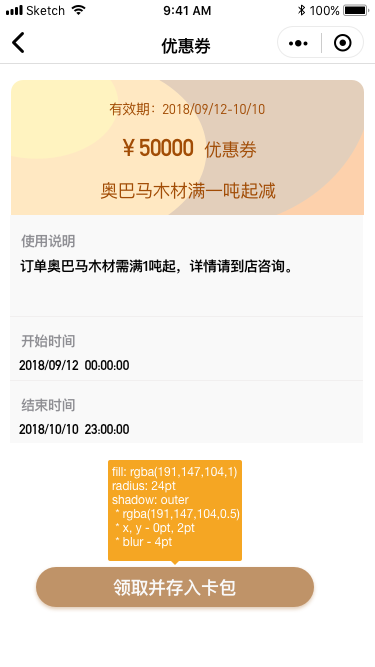 Sketch 9:41 AM 100%
优惠券
有效期：2018/09/12-10/10
￥50000 优惠券
奥巴马木材满一吨起减
使用说明
订单奥巴马木材需满1吨起，详情请到店咨询。
开始时间
2018/09/12 00:00:00
结束时间
2018/10/10 23:00:00
fill: rgba(191,147,104,1)
radius: 24pt
shadow: outer
* rgba(191,147,104,0.5)
* x, y - 0pt, 2pt
* blur - 4pt
领取并存入卡包